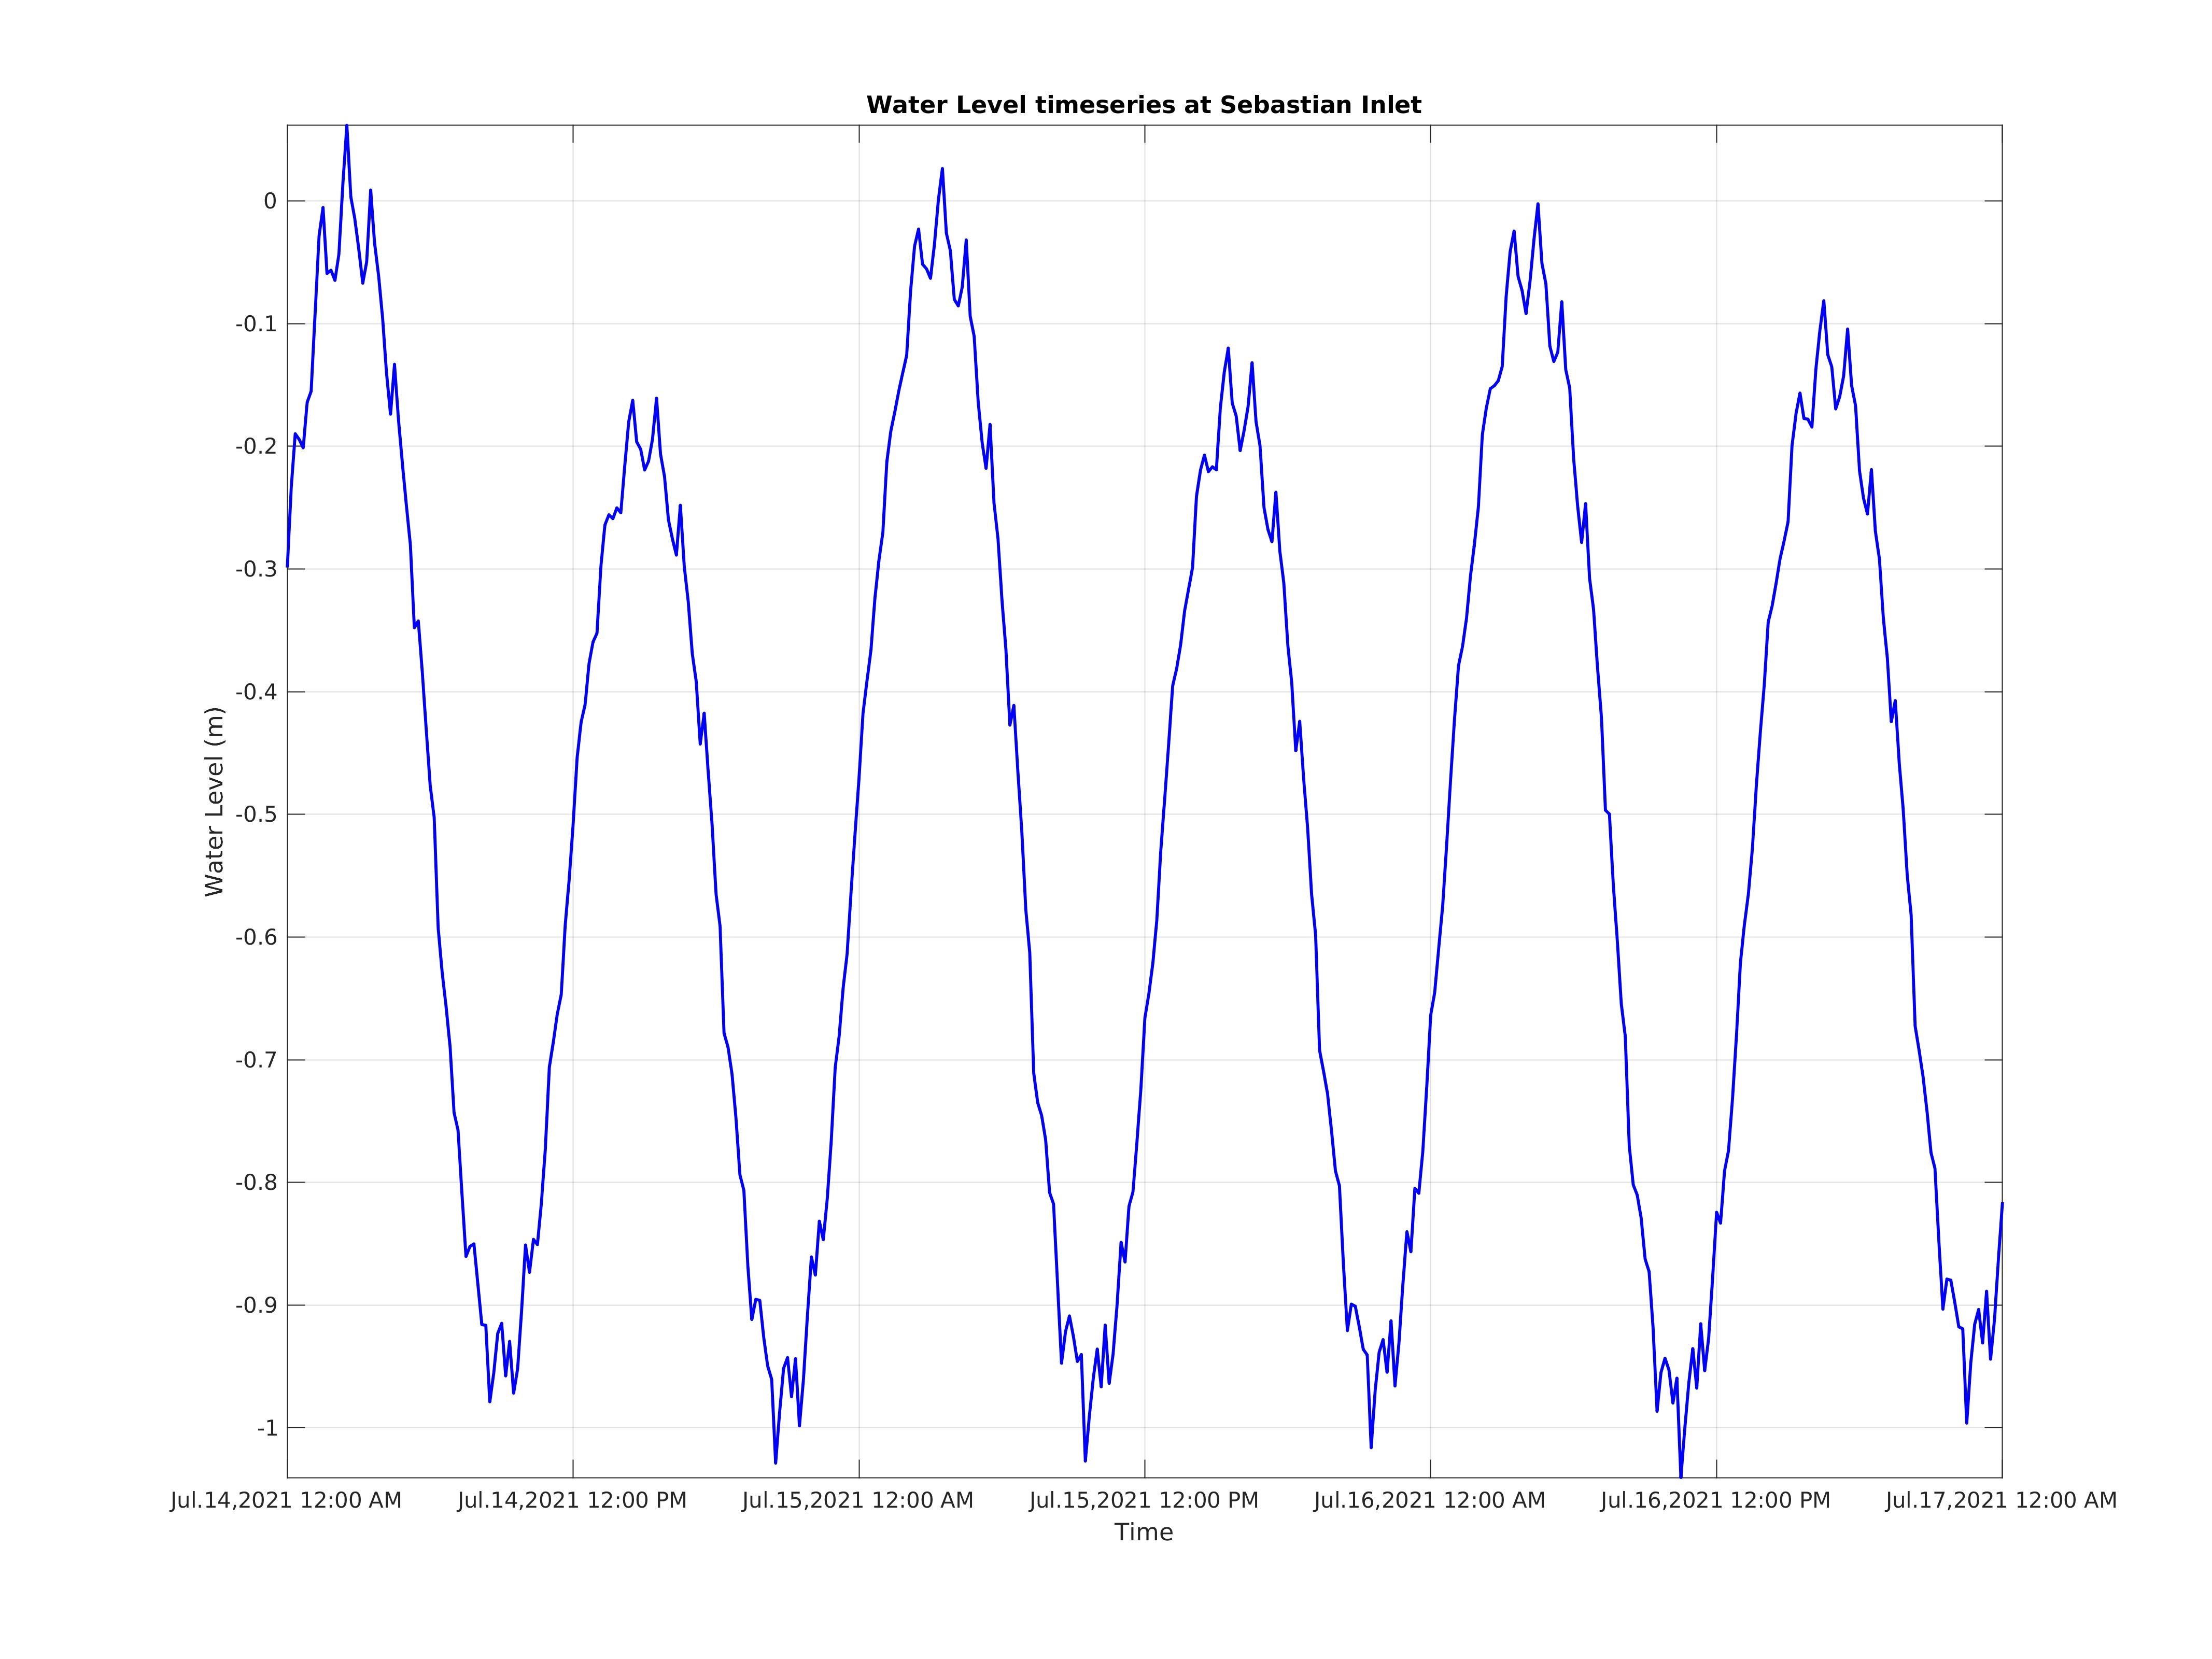 Water Level timeseries at Sebastian Inlet
0
-0.1
-0.2
-0.3
-0.4
-0.5
-0.6
-0.7
-0.8
-0.9
-1
Water Level (m)
Jul.14,2021 12:00 AM
Jul.14,2021 12:00 PM
Jul.15,2021 12:00 AM
Jul.15,2021 12:00 PM
Jul.16,2021 12:00 AM
Jul.16,2021 12:00 PM
Jul.17,2021 12:00 AM
Time